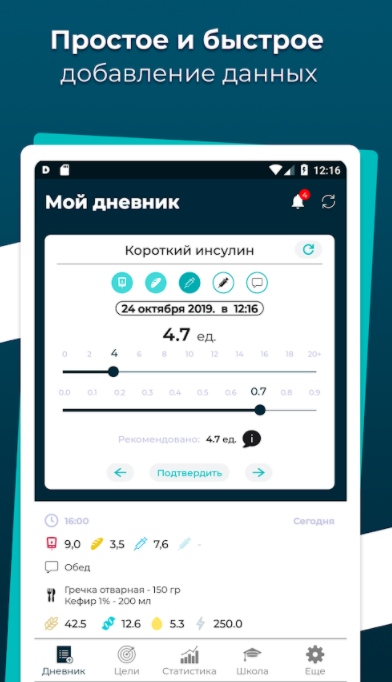 Простое и быстрое
добавление данных
D 12:16
Мой дневник
4
Короткий инсулин
24 октября 2019. в 12:16
4.7 ед.
0 2 4 6 8 10 12 14 16 18 20+
0.0 0.1 0.2 0.3 0.4 0.5 0.6 0.7 0.8 0.9
Рекомендовано: 4.7 ед. i
Подтвердить
16:00 Сегодня
9,0 3,5 7,6 -
Обед
Гречка отварная - 150 гр
Кефир 1% - 200 мл
42.5 12.6 5.3 250.0
Дневник Цели Статистика Школа Еще